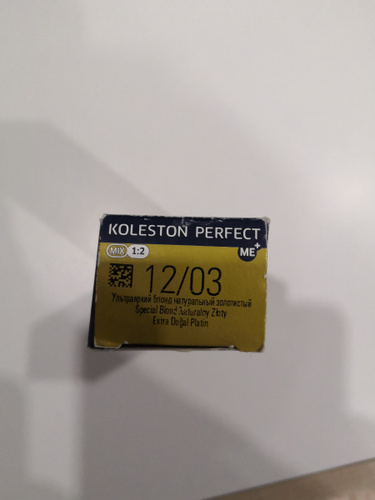 KOLESTON PERFECT
MIX 1:2
ME+
12/03
Ультраяркий блонд натуральный золотистый
Special Blond Naturalny Złoty
Extra Doğal Platin